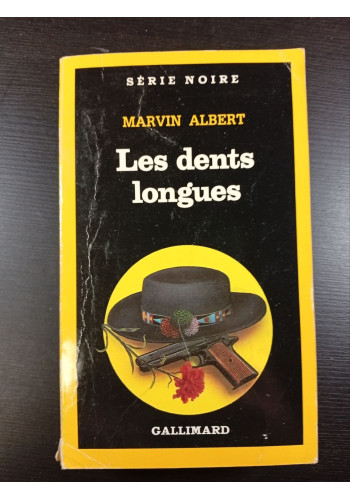 SÉRIE NOIRE
MARVIN ALBERT
Les dents
longues
GALLIMARD